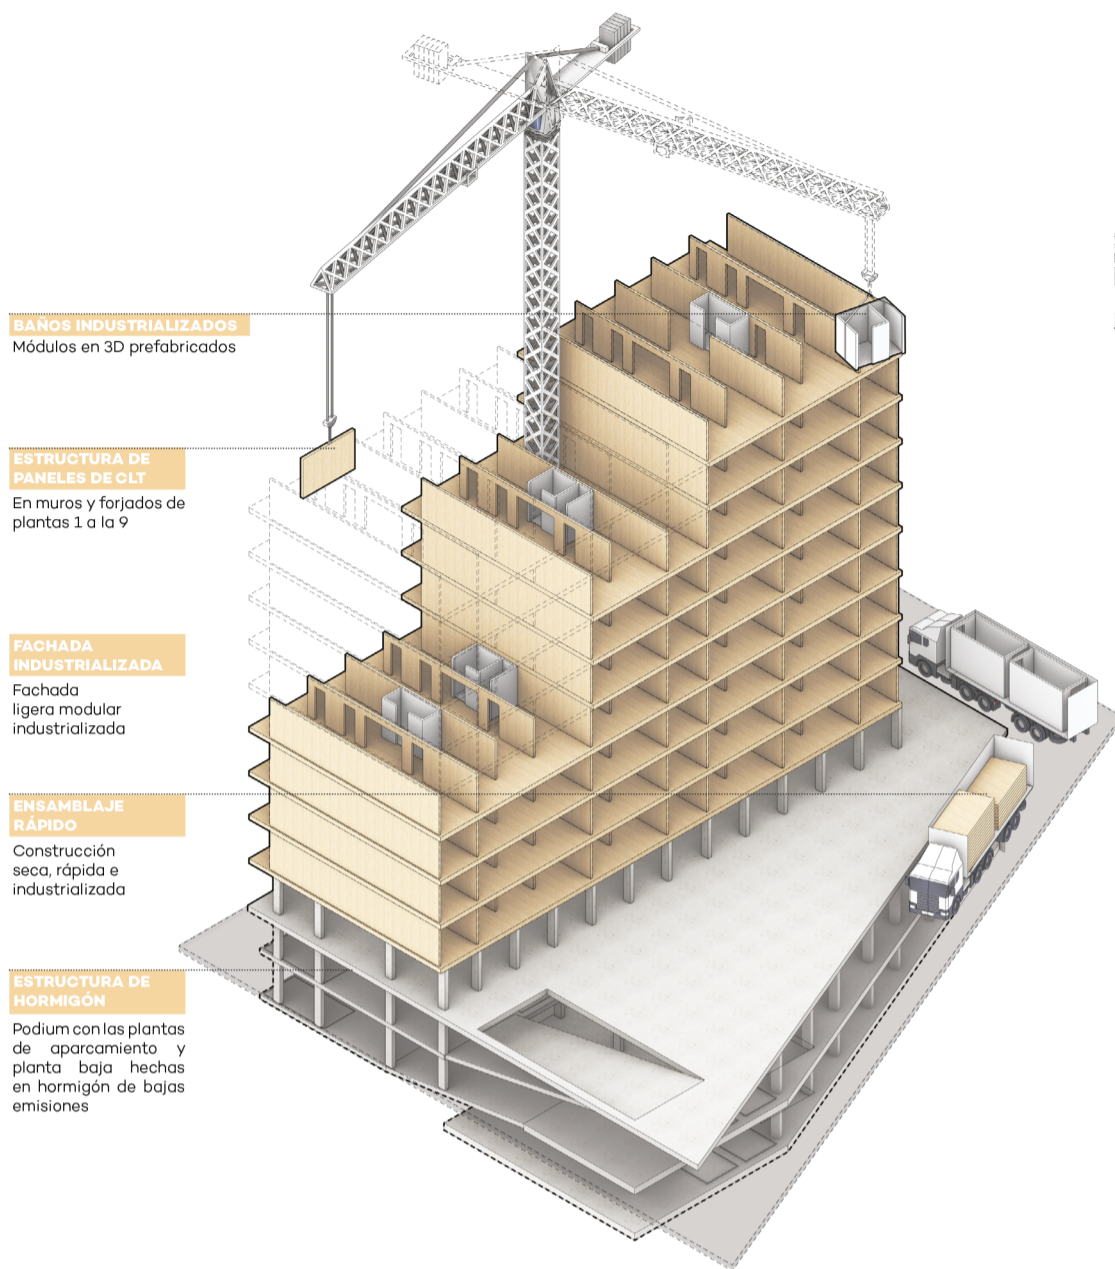 BAÑOS INDUSTRIALIZADOS
Módulos en 3D prefabricados
ESTRUCTURA DE
PANELES DE CLT
En muros y forjados de
plantas 1 a la 9
FACHADA
INDUSTRIALIZADA
Fachada
ligera modular
industrializada
ENSAMBLAJE
RÁPIDO
Construcción
seca, rápida e
industrializada
ESTRUCTURA DE
HORMIGÓN
Podium con las plantas
de aparcamiento y
planta baja hechas
en hormigón de bajas
emisiones